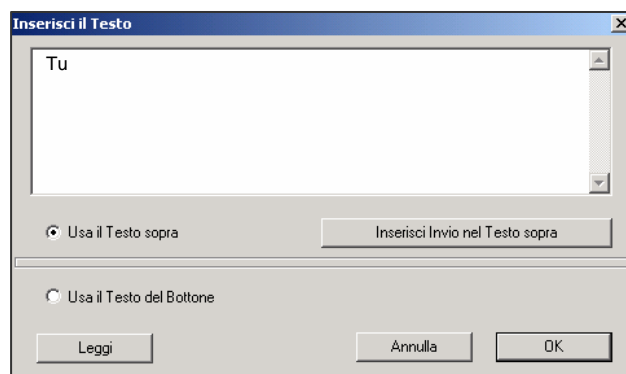 Inserisci il Testo
Tu
Usa il Testo sopra
Inserisci Invio nel Testo sopra
Usa il Testo del Bottone
Leggi
Annulla
OK